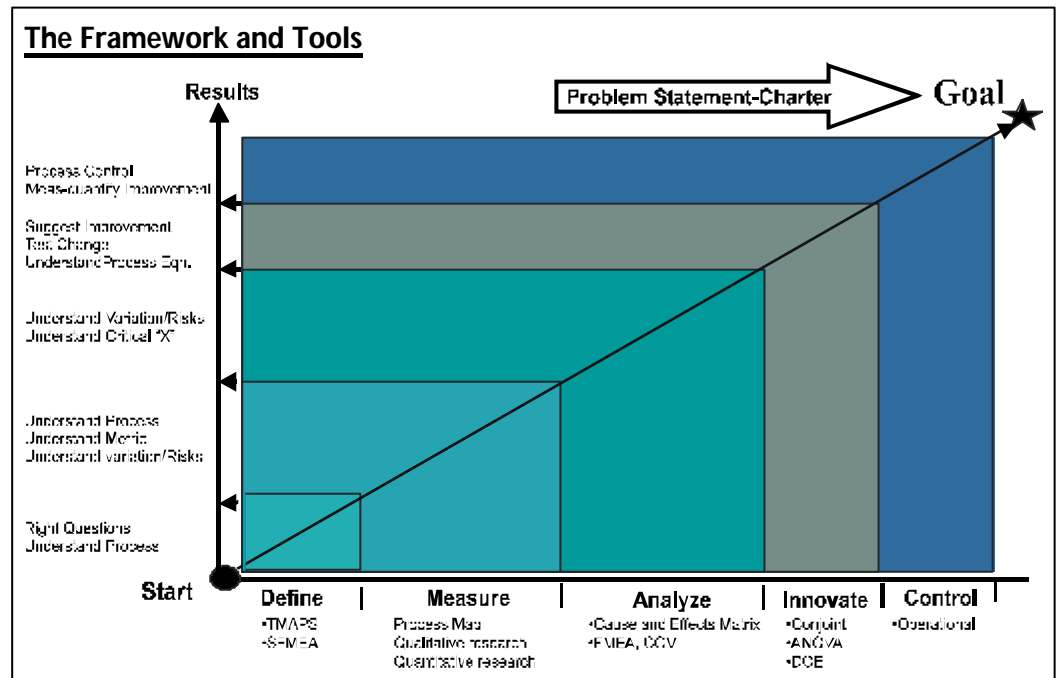 The Framework and Tools
Results
Problem Statement-Charter
Goal
Process Control
Meas-quantry Improvement
Suggest Improvement
Test Change
Understand Process Eqn.
Understand Variation/Risks
Understand Critical "X"
Understand Process
Understand Metric
Understand variation/Risks
Right Questions
Understand Process
Start
Define
•TMAPS
•SFMEA
Measure
Process Map
Qualitative research
Quantitative research
Analyze
•Cause and Effects Matrix
•FMEA,
Innovate
•Conjoint
•ANOVA
•DOE
Control
•Operational